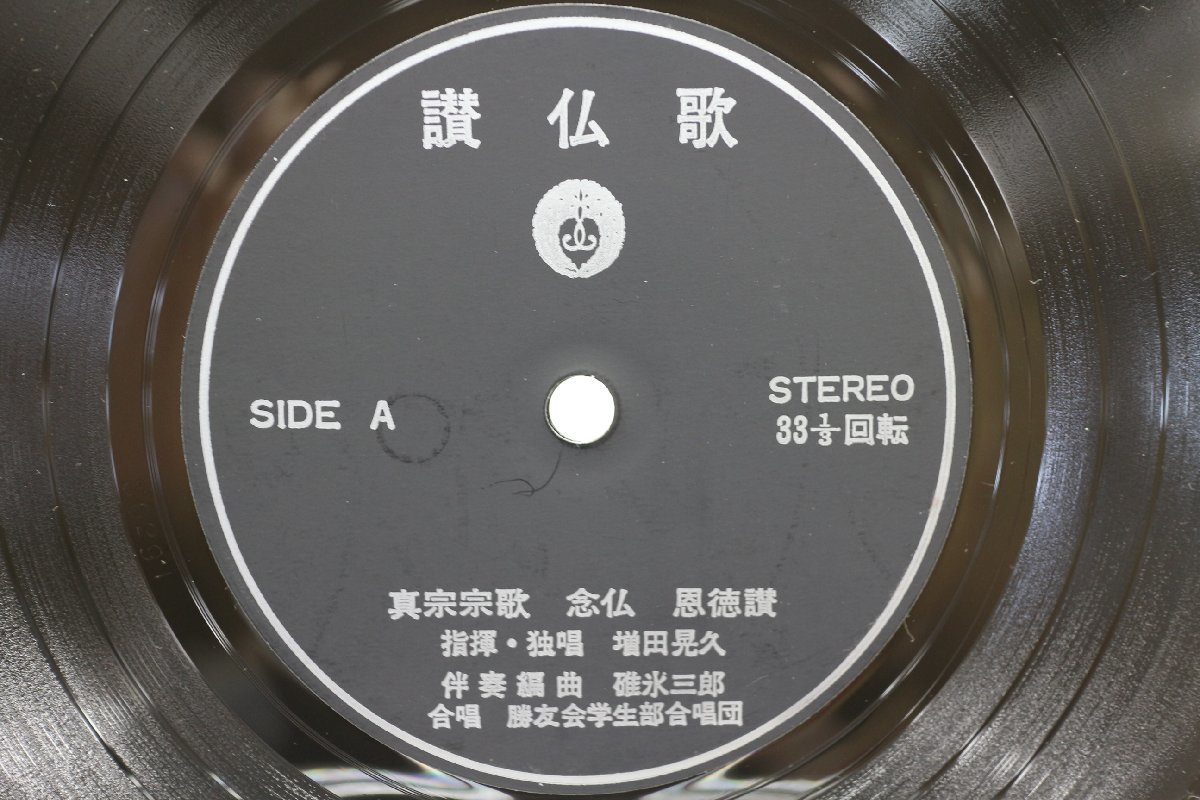 讃 仏 歌
SIDE A
STEREO
33 1/3 回転
真宗宗歌 念仏 恩徳讃
指揮・独唱 増田晃久
伴奏編曲 碓氷三郎
合唱 勝友会学生部合唱団